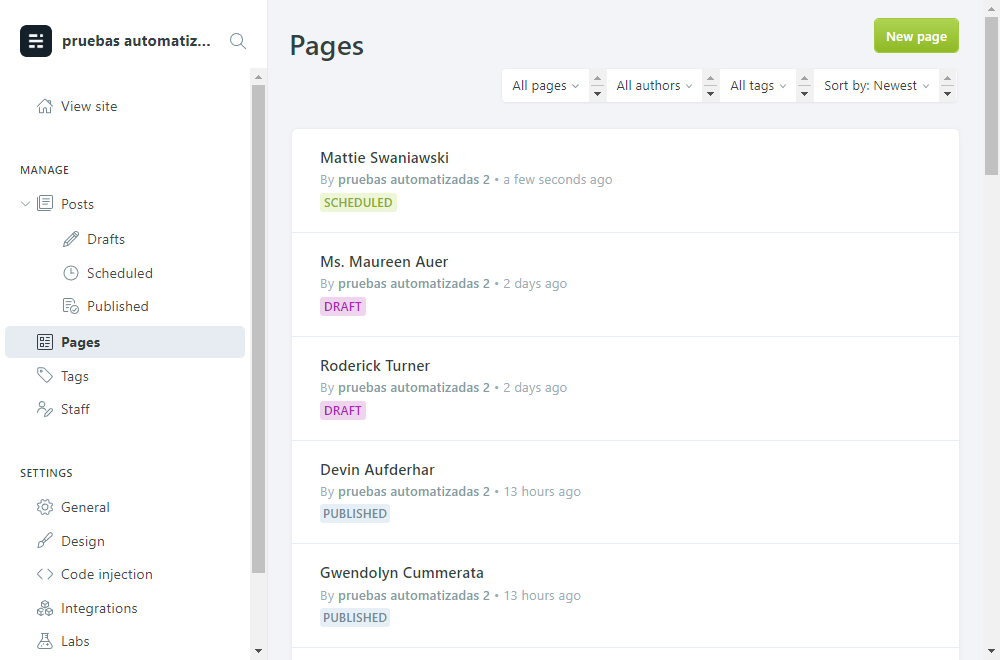 pruebas automatiz...
View site
MANAGE
Posts
Drafts
Scheduled
Published
Pages
Tags
Staff
SETTINGS
General
Design
Code injection
Integrations
Labs
Pages
New page
All pages
All authors
All tags
Sort by: Newest
Mattie Swaniawski
By pruebas automatizadas 2 • a few seconds ago
SCHEDULED
Ms. Maureen Auer
By pruebas automatizadas 2 • 2 days ago
DRAFT
Roderick Turner
By pruebas automatizadas 2 • 2 days ago
DRAFT
Devin Aufderhar
By pruebas automatizadas 2 • 13 hours ago
PUBLISHED
Gwendolyn Cummerata
By pruebas automatizadas 2 • 13 hours ago
PUBLISHED